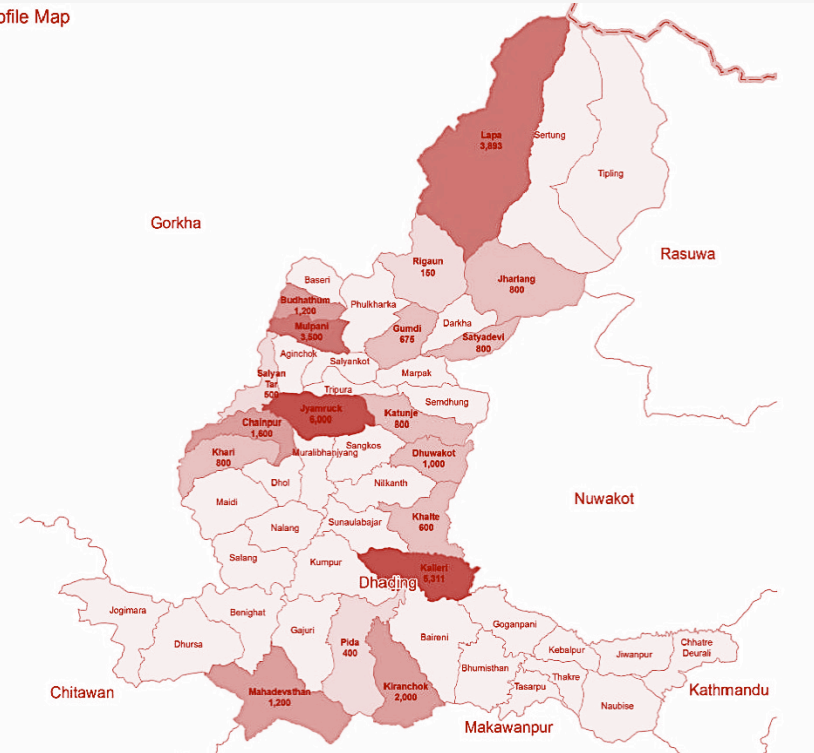 ofile Map
Lapa
3,893
Sertung
Tipling
Gorkha
Rasuwa
Rigaun
150
Jharlang
800
Baseri
Budhathum
1,200
Phulkharka
Mulpani
3,500
Gumdi
675
Darkha
Satyadevi
800
Aginchok
Salyankot
Marpak
Salyan
Tar
500
Tripura
Semdhung
Jyamruck
6,000
Katunje
800
Chainpur
1,600
Khari
800
Muralibhanjyang
Sangkos
Dhuwakot
1,000
Dhol
Nilkanth
Maidi
Nuwakot
Nalang
Sunaulabajar
Khalte
600
Salang
Kumpur
Kalleri
5,311
Dhading
Jogimara
Benighat
Dhursa
Gajuri
Pida
400
Baireni
Goganpani
Kebalpur
Jiwanpur
Chhatre
Deurali
Bhumisthan
Thakre
Tasarpu
Naubise
Chitawan
Mahadevsthan
1,200
Kiranchok
2,000
Kathmandu
Makawanpur